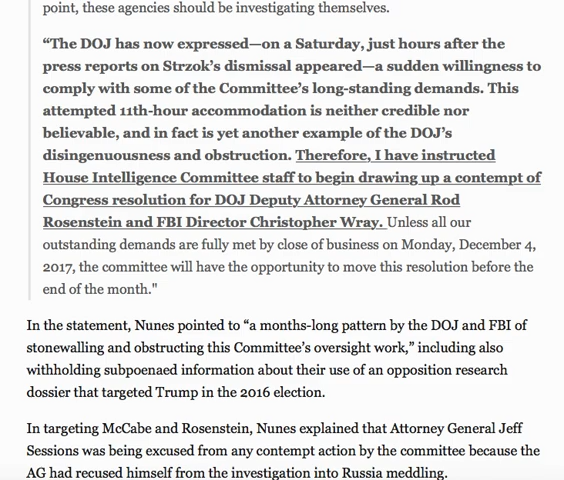 point, these agencies should be investigating themselves.
“The DOJ has now expressed—on a Saturday, just hours after the
press reports on Strzok’s dismissal appeared—a sudden willingness to
comply with some of the Committee’s long-standing demands. This
attempted 11th-hour accommodation is neither credible nor
believable, and in fact is yet another example of the DOJ’s
disingenuousness and obstruction. Therefore, I have instructed
House Intelligence Committee staff to begin drawing up a contempt of
Congress resolution for DOJ Deputy Attorney General Rod
Rosenstein and FBI Director Christopher Wray. Unless all our
outstanding demands are fully met by close of business on Monday, December 4,
2017, the committee will have the opportunity to move this resolution before the
end of the month."
In the statement, Nunes pointed to “a months-long pattern by the DOJ and FBI of
stonewalling and obstructing this Committee’s oversight work,” including also
withholding subpoenaed information about their use of an opposition research
dossier that targeted Trump in the 2016 election.
In targeting McCabe and Rosenstein, Nunes explained that Attorney General Jeff
Sessions was being excused from any contempt action by the committee because the
AG had recused himself from the investigation into Russia meddling.